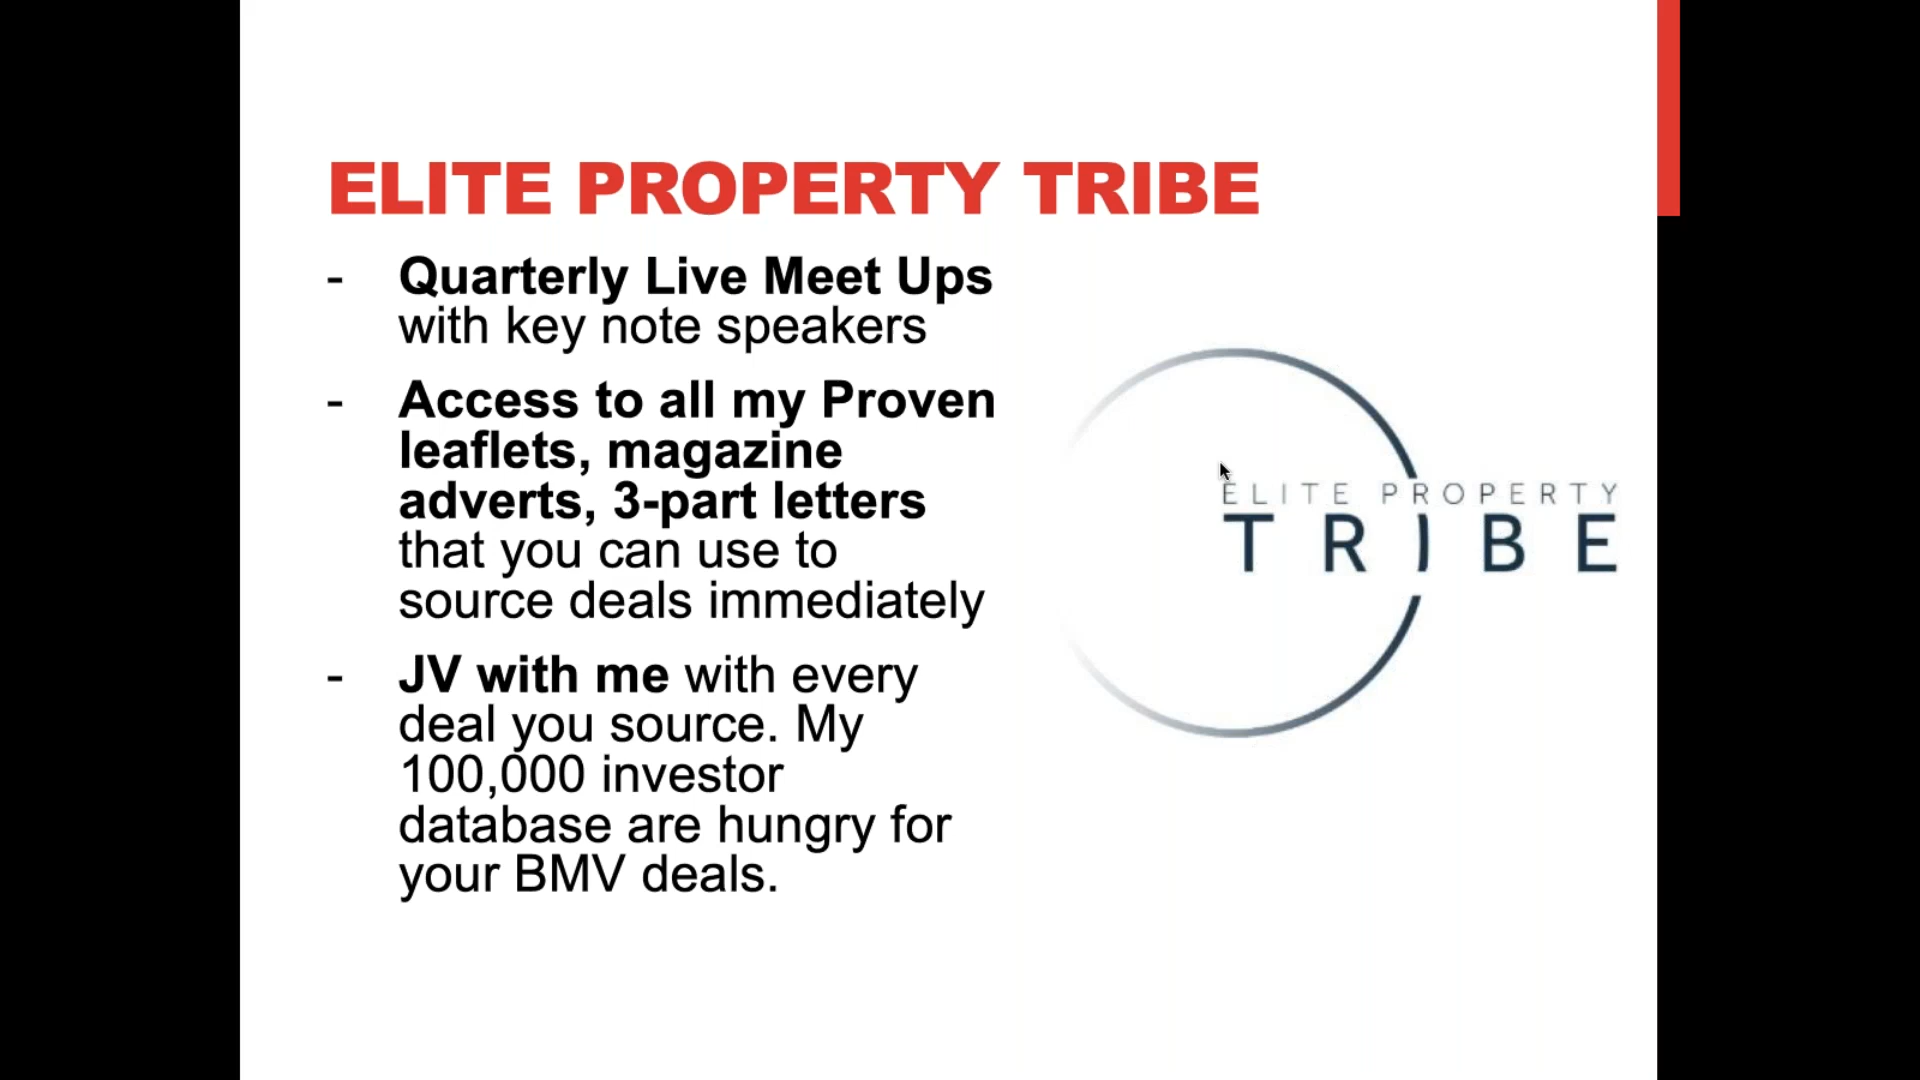 ELITE PROPERTY TRIBE
- Quarterly Live Meet Ups
with key note speakers
- Access to all my Proven
leaflets, magazine
adverts, 3-part letters
that you can use to
source deals immediately
- JV with me with every
deal you source. My
100,000 investor
database are hungry for
your BMV deals.
ELITE PROPERTY
TRIBE